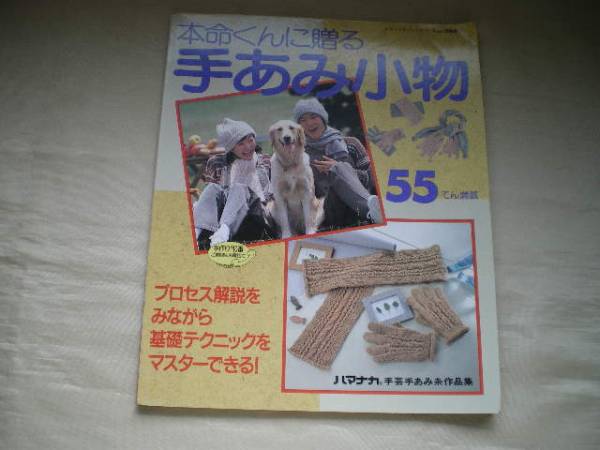 本命くんに贈る
手あみ小物
55てん満載
プロセス解説を
みながら
基礎テクニックを
マスターできる!
ハマナカ 手芸手あみ糸作品集